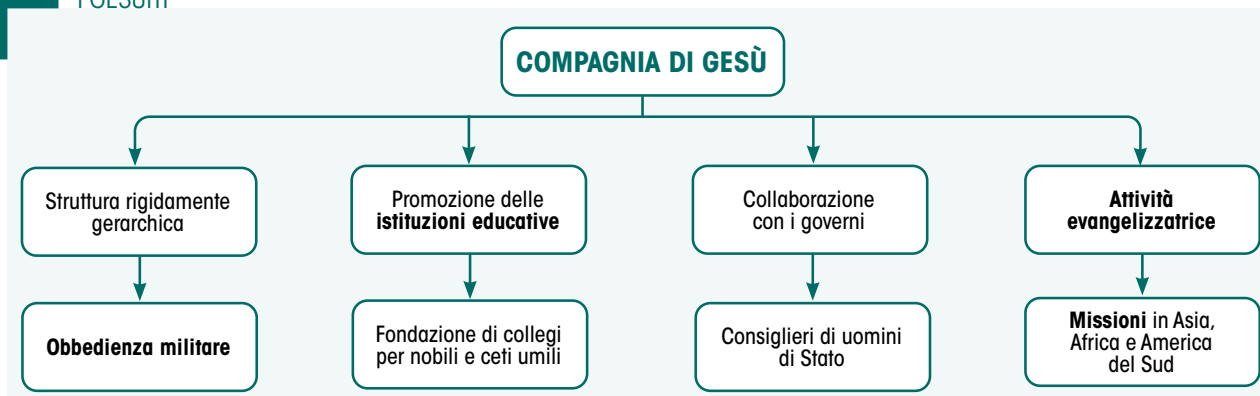 COMPAGNIA DI GESÙ
Struttura rigidamente
gerarchica
Promozione delle
istituzioni educative
Collaborazione
con i governi
Attività
evangelizzatrice
Obbedienza militare
Fondazione di collegi
per nobili e ceti umili
Consiglieri di uomini
di Stato
Missioni in Asia,
Africa e America
del Sud